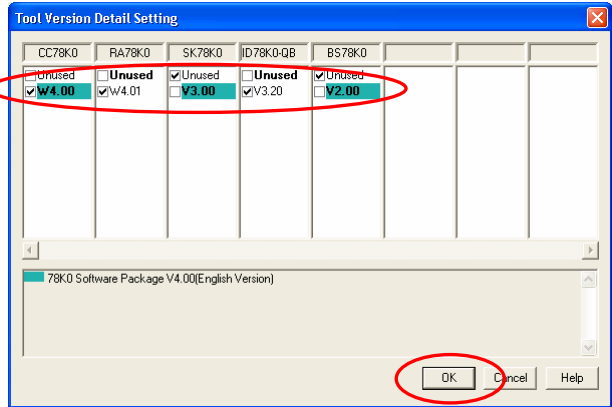 Tool Version Detail Setting
CC78K0 RA78K0 SK78K0 ID78K0-QB BS78K0
Unused Unused Unused Unused Unused
W4.00 W4.01 V3.00 V3.20 V2.00
78K0 Software Package V4.00(English Version)
OK Cancel Help